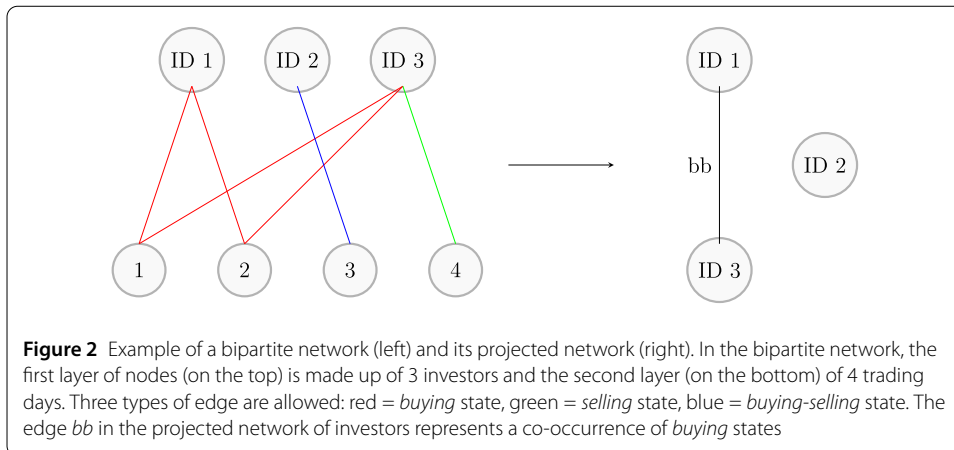 ID 1 ID 2 ID 3 ID 1
bb ID 2
1 2 3 4 ID 3
Figure 2 Example of a bipartite network (left) and its projected network (right). In the bipartite network, the
first layer of nodes (on the top) is made up of 3 investors and the second layer (on the bottom) of 4 trading
days. Three types of edge are allowed: red = buying state, green = selling state, blue = buying-selling state. The
edge bb in the projected network of investors represents a co-occurrence of buying states